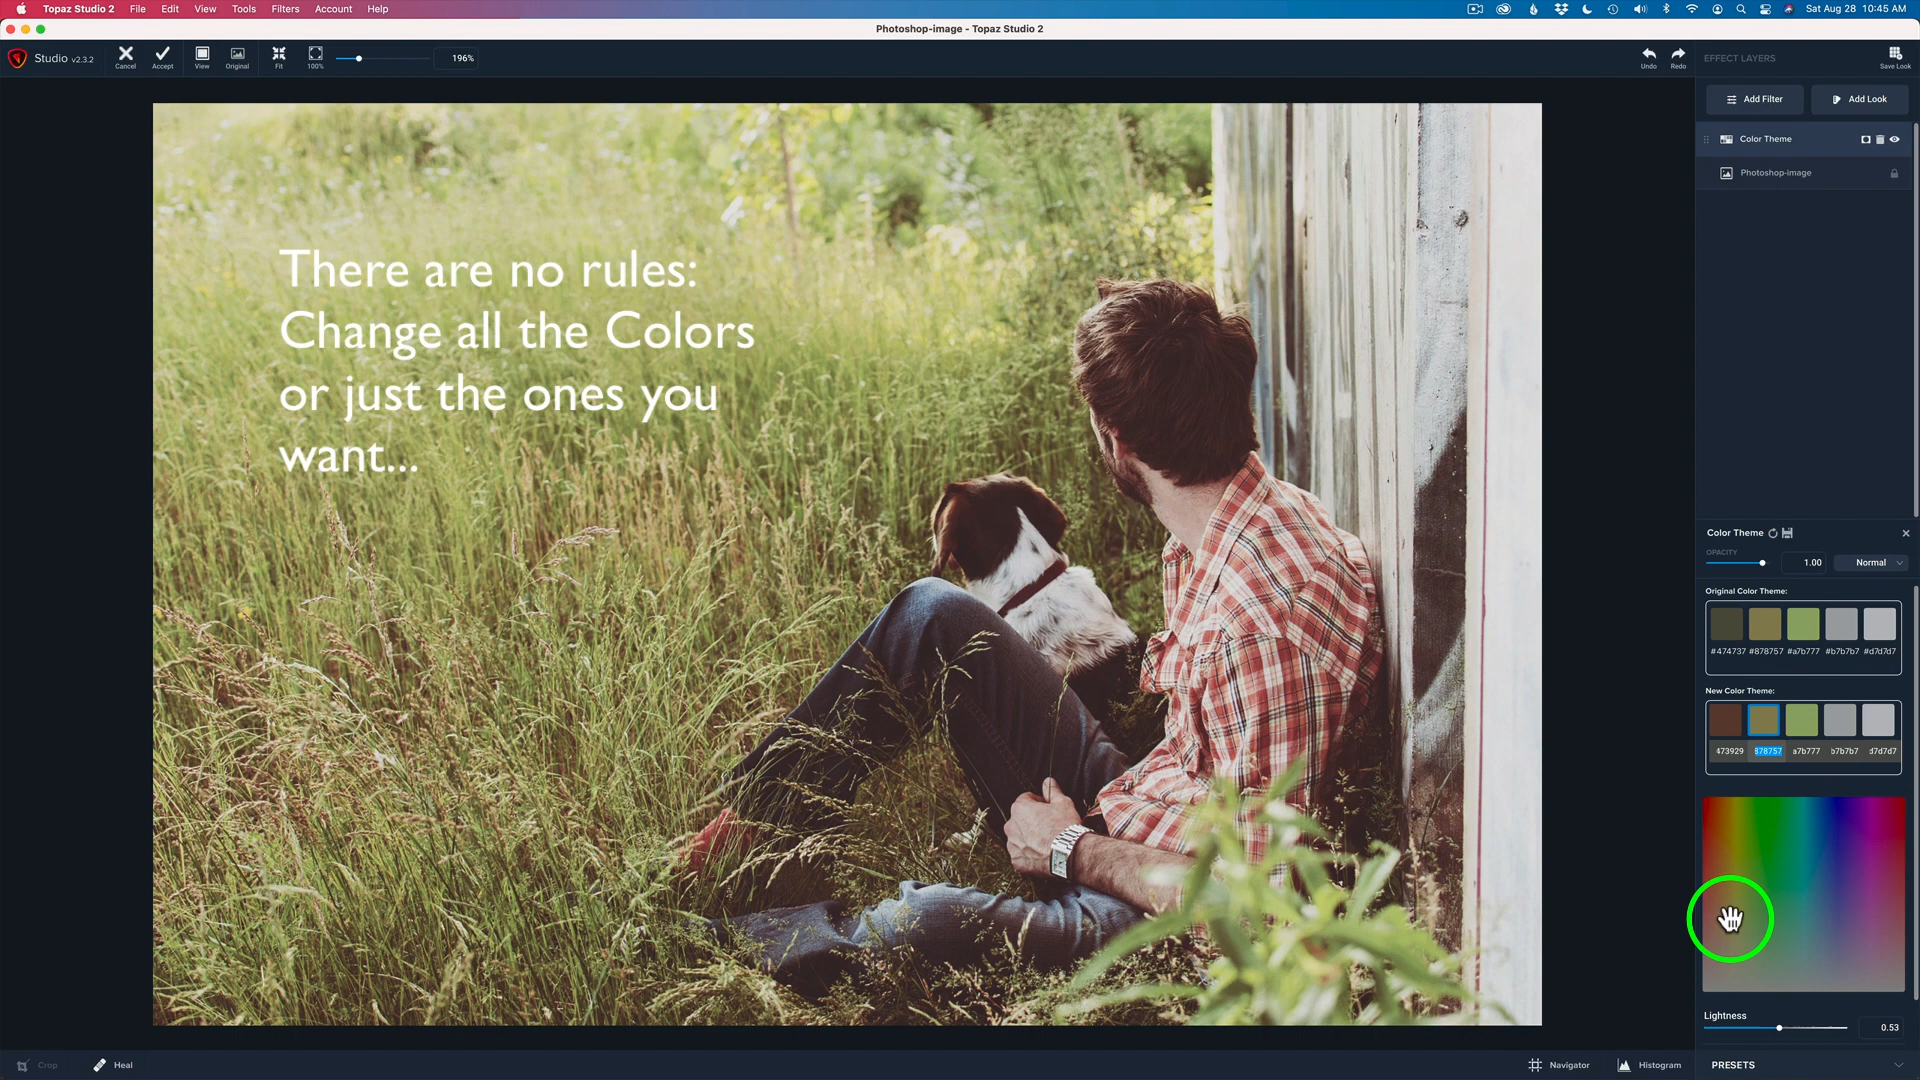 Topaz Studio 2 File Edit View Tools Filters Account Help Sat Aug 28 10:45 AM
Photoshop-image - Topaz Studio 2
Studio v2.3.2 Cancel Accept View Original Fit 100% 196% Undo Redo EFFECT LAYERS Save Look
Add Filter Add Look
Color Theme
Photoshop-image
There are no rules:
Change all the Colors
or just the ones you
want...
Color Theme
OPACITY
1.00 Normal
Original Color Theme:
#474737 #878757 #a7b777 #b7b7b7 #d7d7d7
New Color Theme:
473929 878757 a7b777 b7b7b7 d7d7d7
Lightness
0.53
Crop Heal Navigator Histogram PRESETS